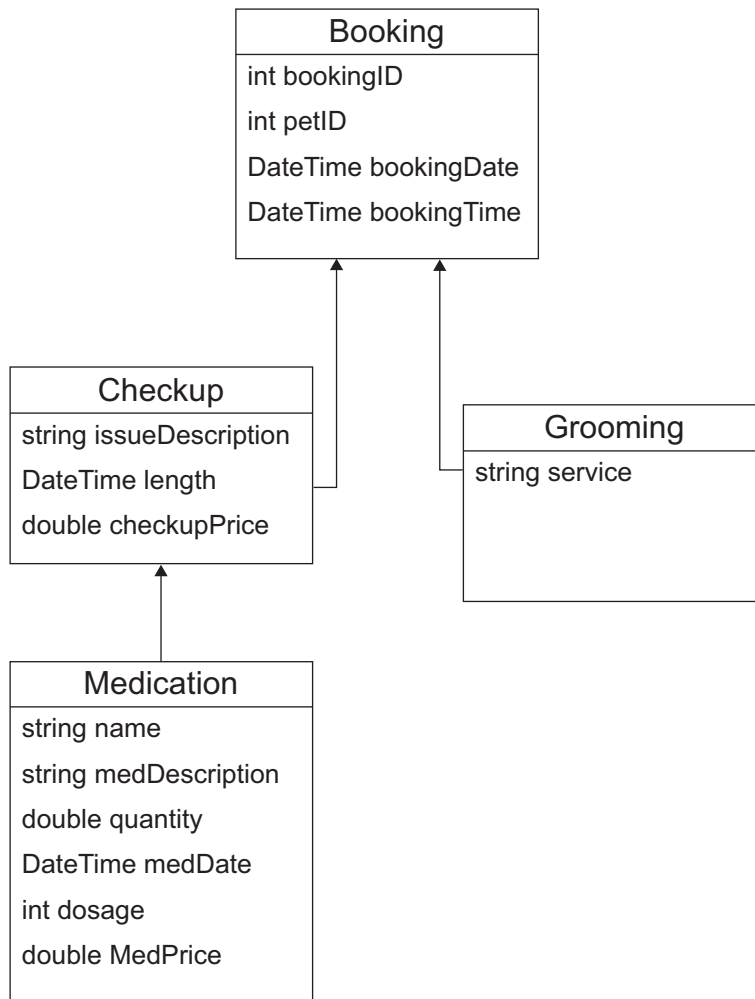 Booking
int bookingID
int petID
DateTime bookingDate
DateTime bookingTime
Checkup
string issueDescription
DateTime length
double checkupPrice
Grooming
string service
Medication
string name
string medDescription
double quantity
DateTime medDate
int dosage
double MedPrice